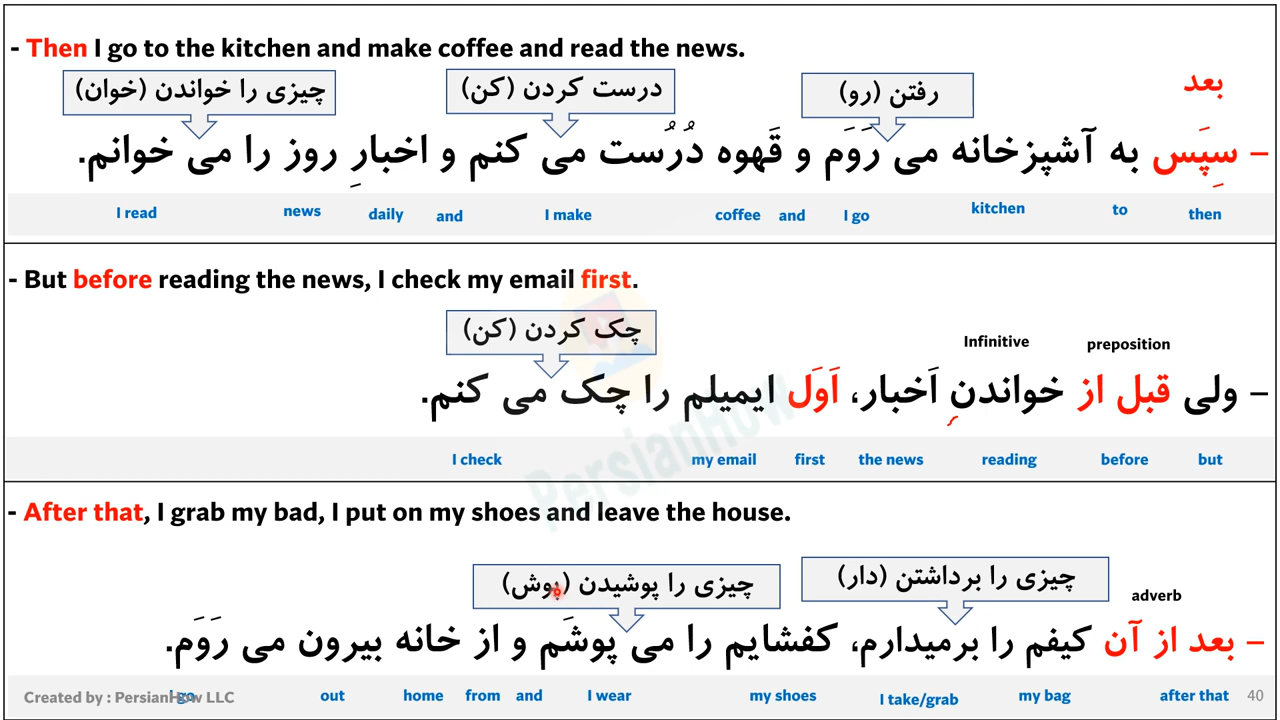 - Then I go to the kitchen and make coffee and read the news.
بعد
رفتن (رو)
درست کردن (کن)
چیزی را خواندن (خوان)
– سِپَس به آشپزخانه می رَوَم و قَهوه دُرُست می کنم و اخبارِ روز را می خوانم.
I read news daily and I make coffee and I go kitchen to then
- But before reading the news, I check my email first.
چک کردن (کن)
Infinitive
preposition
– ولی قبل از خواندنِ اَخبار، اَوَل ایمیلم را چک می کنم.
I check my email first the news reading before but
- After that, I grab my bad, I put on my shoes and leave the house.
چیزی را برداشتن (دار)
چیزی را پوشیدن (پوش)
adverb
– بعد از آن کیفم را برمیدارم، کفشایم را می پوشَم و از خانه بیرون می رَوَم.
I go out home from and I wear my shoes I take/grab my bag after that
Created by : PersianHow LLC
40
PersianHow